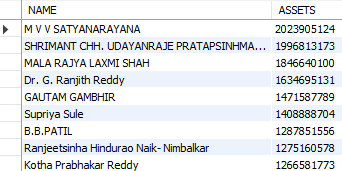 NAME ASSETS
M V V SATYANARAYANA 2023905124
SHRIMANT CHH. UDAYANRAJE PRATAPSINHMA... 1996813173
MALA RAJYA LAXMI SHAH 1846640100
Dr. G. Ranjith Reddy 1634695131
GAUTAM GAMBHIR 1471587789
Supriya Sule 1408888704
B.B.PATIL 1287851556
Ranjeetsinha Hindurao Naik- Nimbalkar 1275160578
Kotha Prabhakar Reddy 1266581773